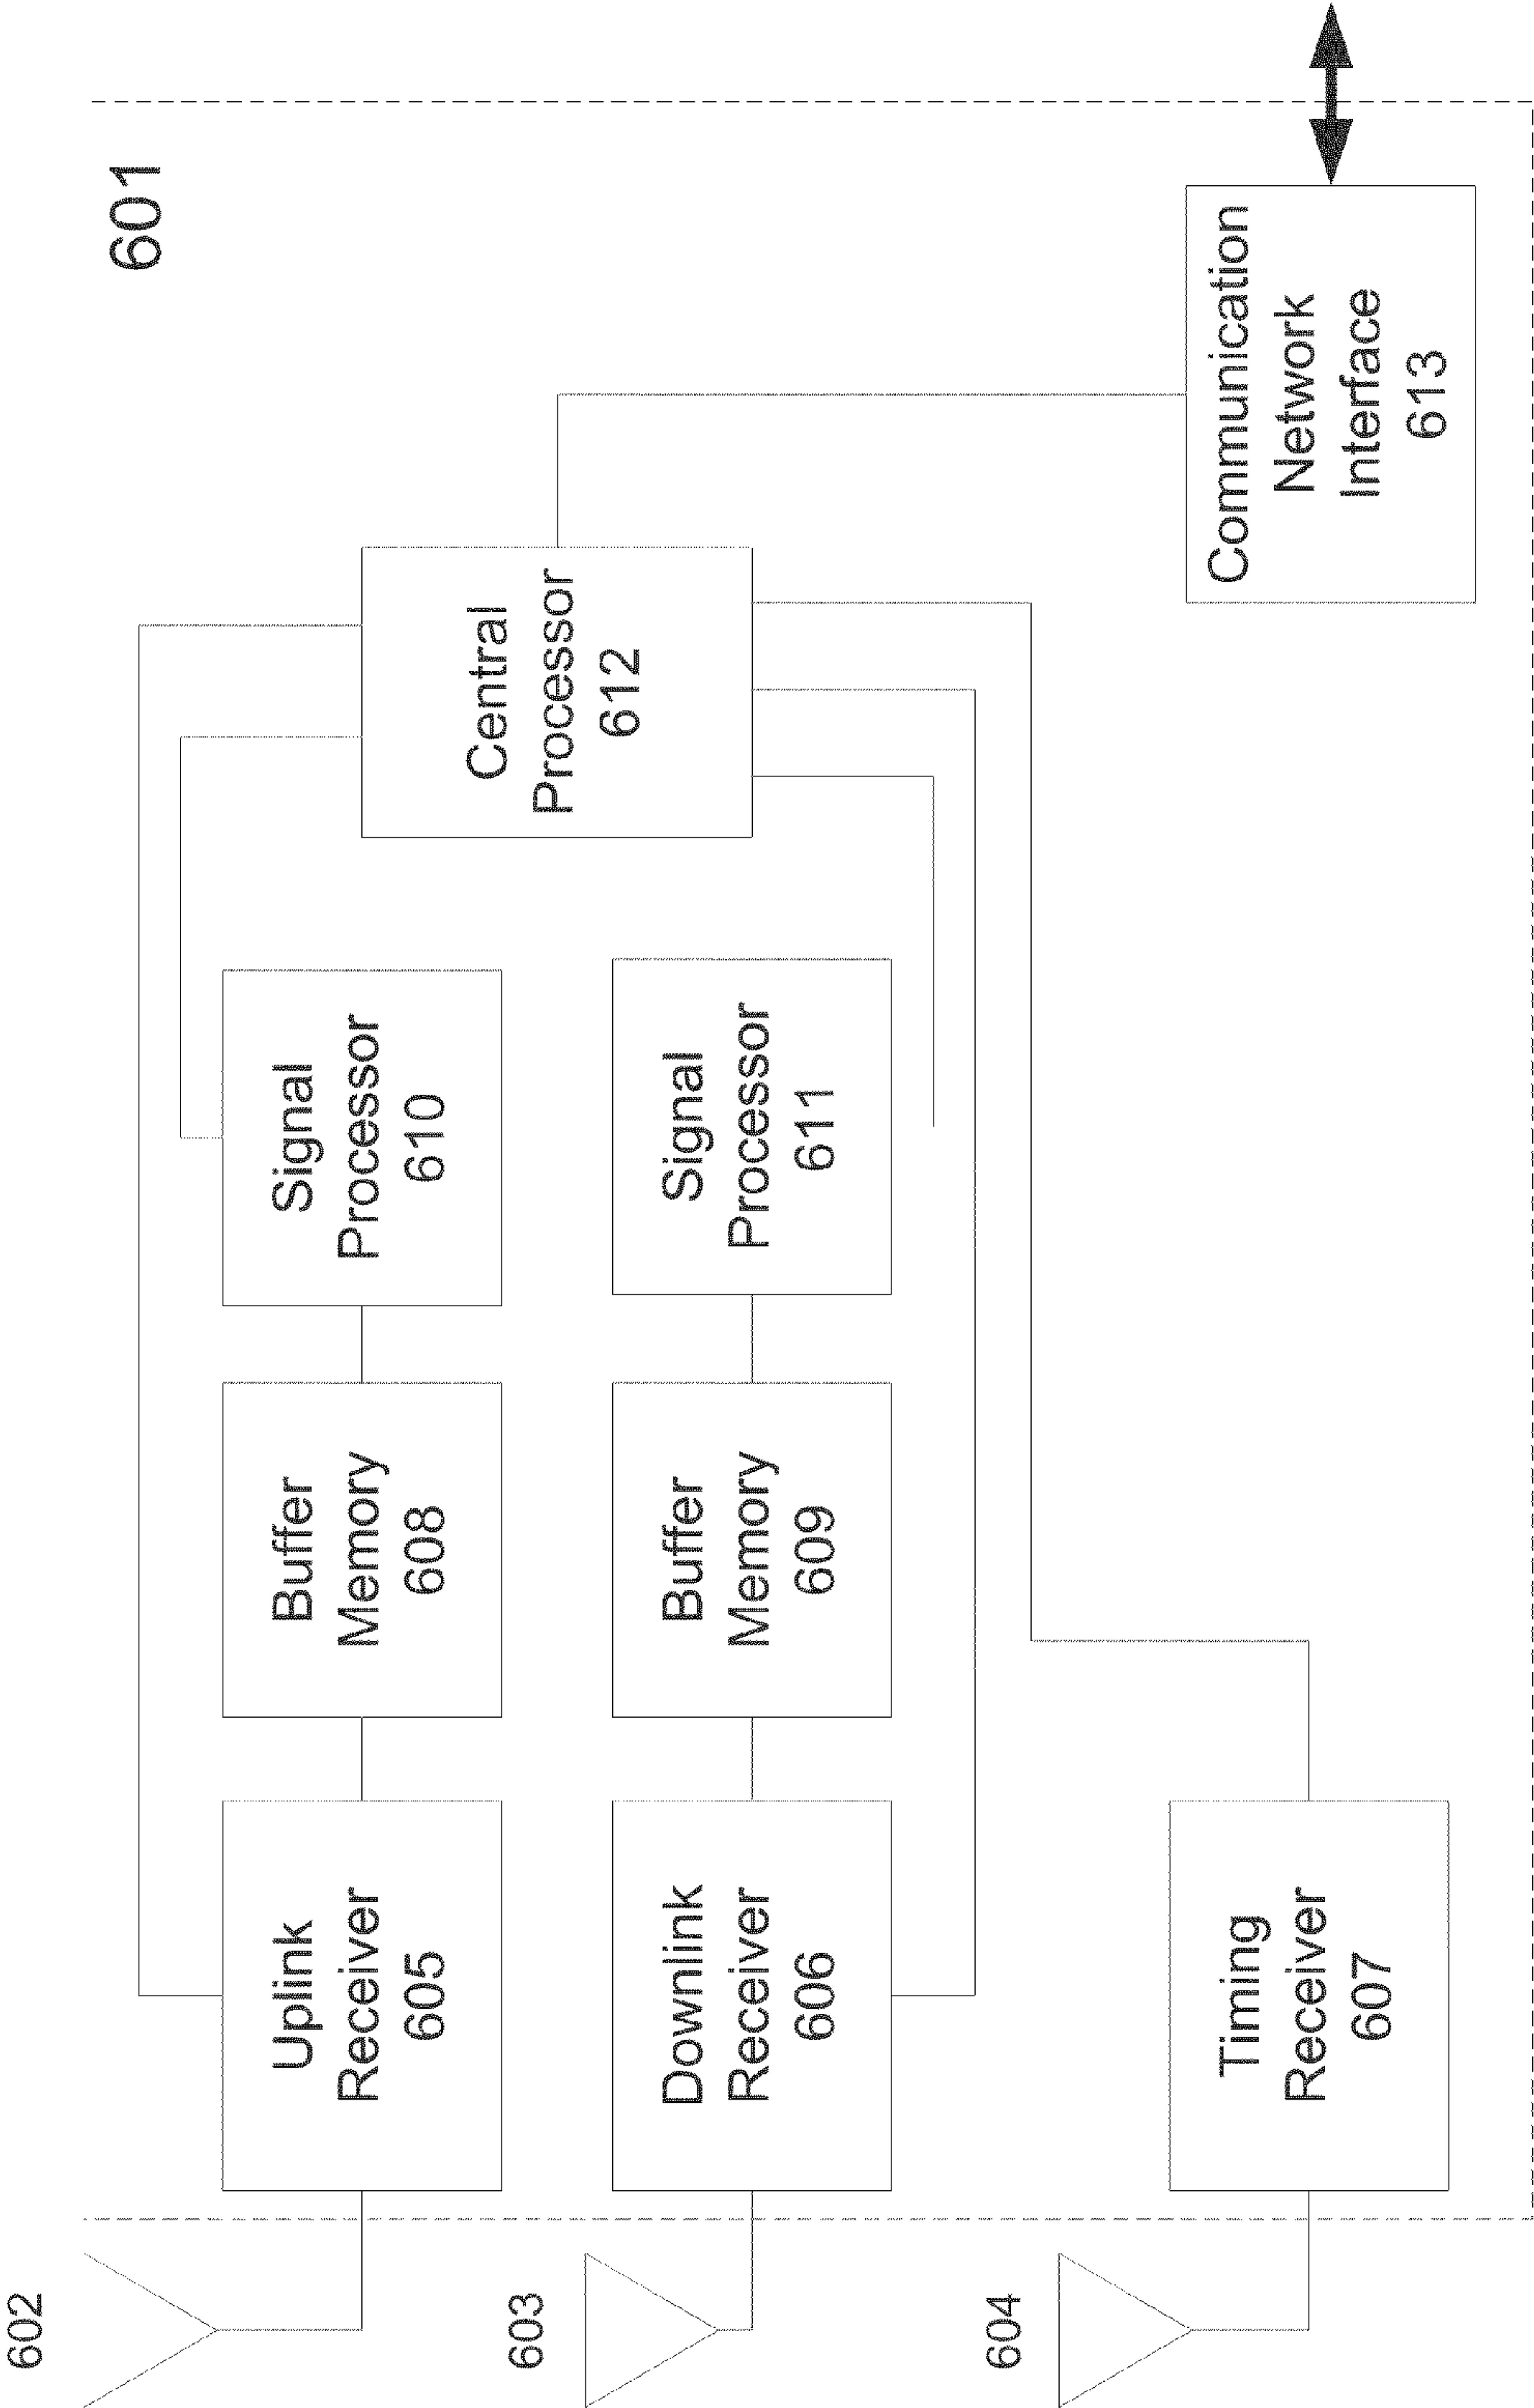 601
602
Uplink
Receiver
605
Buffer
Memory
608
Signal
Processor
610
Central
Processor
612
603
Downlink
Receiver
606
Buffer
Memory
609
Signal
Processor
611
604
Timing
Receiver
607
Communication
Network
Interface
613